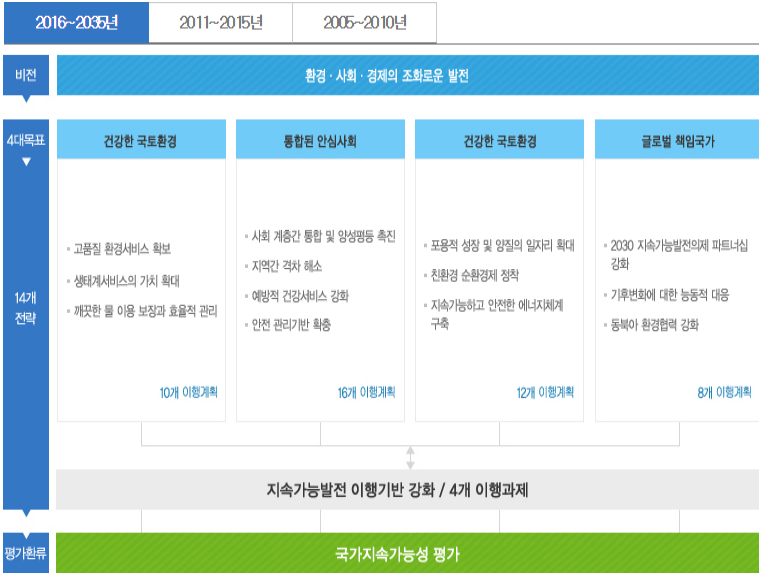 2016~2035년
2011~2015년
2005~2010년
비전
환경 · 사회 · 경제의 조화로운 발전
4대목표
▼
건강한 국토환경
통합된 안심사회
건강한 국토환경
글로벌 책임국가
14개
전략
고품질 환경서비스 확보
생태계서비스의 가치 확대
깨끗한 물 이용 보장과 효율적 관리
10개 이행계획
사회 계층간 통합 및 양성평등 촉진
지역간 격차 해소
예방적 건강서비스 강화
안전 관리기반 확충
16개 이행계획
포용적 성장 및 양질의 일자리 확대
친환경 순환경제 정착
지속가능하고 안전한 에너지체계
구축
12개 이행계획
2030 지속가능발전의제 파트너십
강화
기후변화에 대한 능동적 대응
동북아 환경협력 강화
8개 이행계획
지속가능발전 이행기반 강화 / 4개 이행과제
평가환류
국가지속가능성 평가